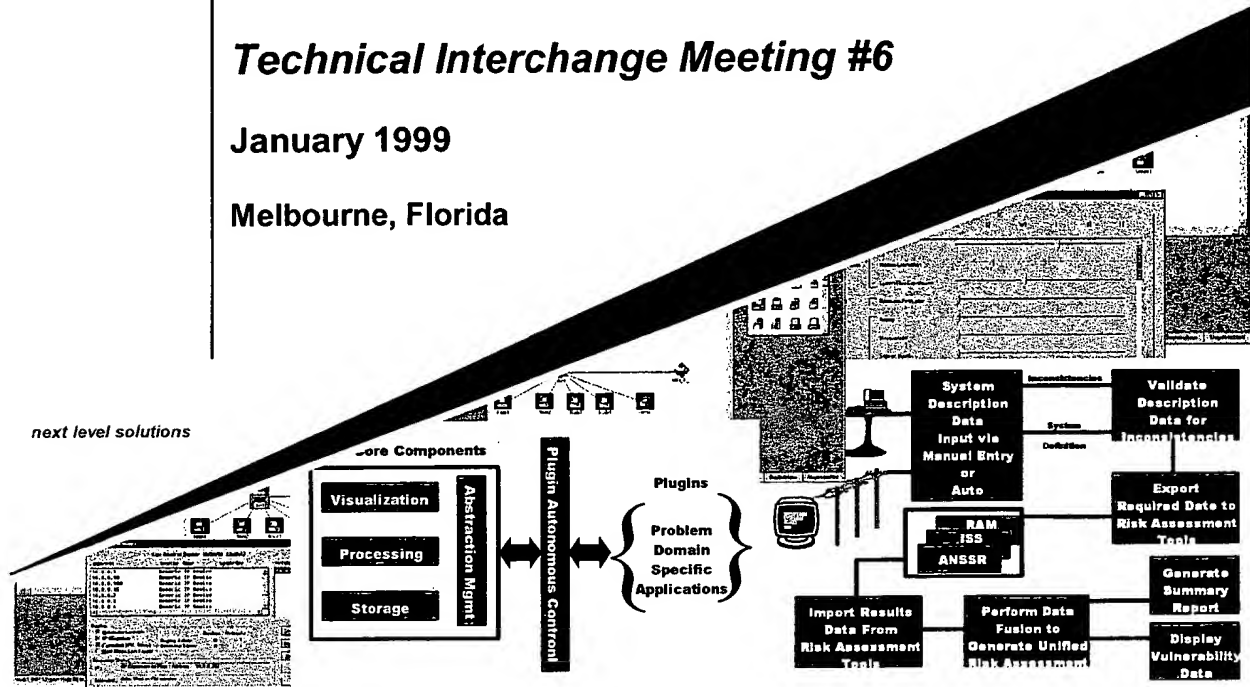 Technical Interchange Meeting #6
January 1999
Melbourne, Florida
next level solutions
Core Components
Visualization
Processing
Storage
Abstraction Mgmt
Plugin Autonomous Control
PlugIns
Problem
Domain
Specific
Applications
System
Description
Data
Input via
Manual Entry
or
Auto
Inconsistencies
System
Definition
Validate
Description
Data for
Inconsistencies
Export
Required Date to
Risk Assessment
Tools
RAM
ISS
ANSSR
Import Results
Data From
Risk Assessment
Tools
Perform Data
Fusion to
Generate Unified
Risk Assessment
Generate
Summary
Report
Display
Vulnerability
Data